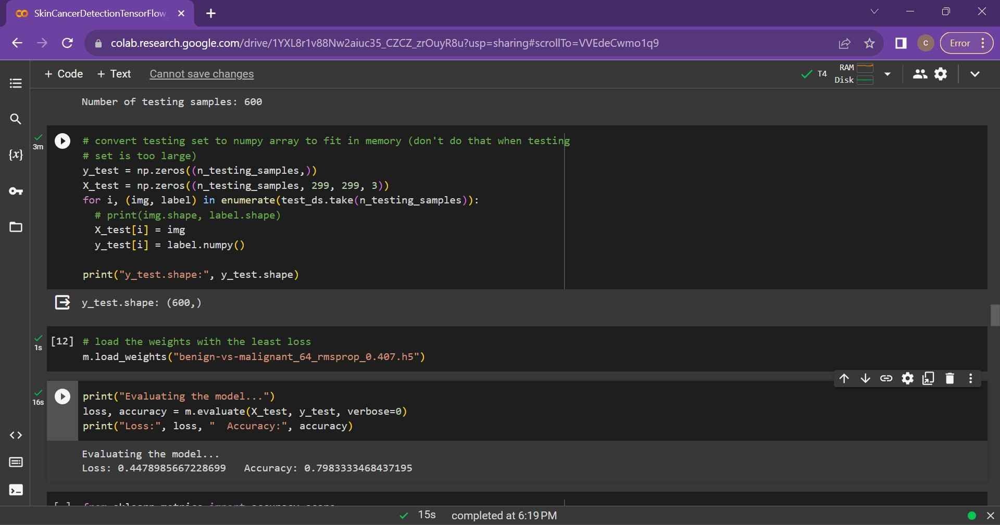 SkinCancerDetectionTensorFlow
colab.research.google.com/drive/1YXL8r1v88Nw2aiuc35_CZCZ_zrOuyR8u?usp=sharing#scrollTo=VVEdeCwmo1q9
C
Error
+ Code + Text Cannot save changes
T4 RAM
Disk
Number of testing samples: 600
3m
# convert testing set to numpy array to fit in memory (don't do that when testing
# set is too large)
y_test = np.zeros((n_testing_samples,))
X_test = np.zeros((n_testing_samples, 299, 299, 3))
for i, (img, label) in enumerate(test_ds.take(n_testing_samples)):
  # print(img.shape, label.shape)
  X_test[i] = img
  y_test[i] = label.numpy()
print("y_test.shape:", y_test.shape)
y_test.shape: (600,)
1s
[12] # load the weights with the least loss
m.load_weights("benign-vs-malignant_64_rmsprop_0.407.h5")
16s
print("Evaluating the model...")
loss, accuracy = m.evaluate(X_test, y_test, verbose=0)
print("Loss:", loss, "  Accuracy:", accuracy)
Evaluating the model...
Loss: 0.4478985667228699   Accuracy: 0.7983333468437195
[ ] from sklearn.metrics import accuracy_score
15s completed at 6:19 PM